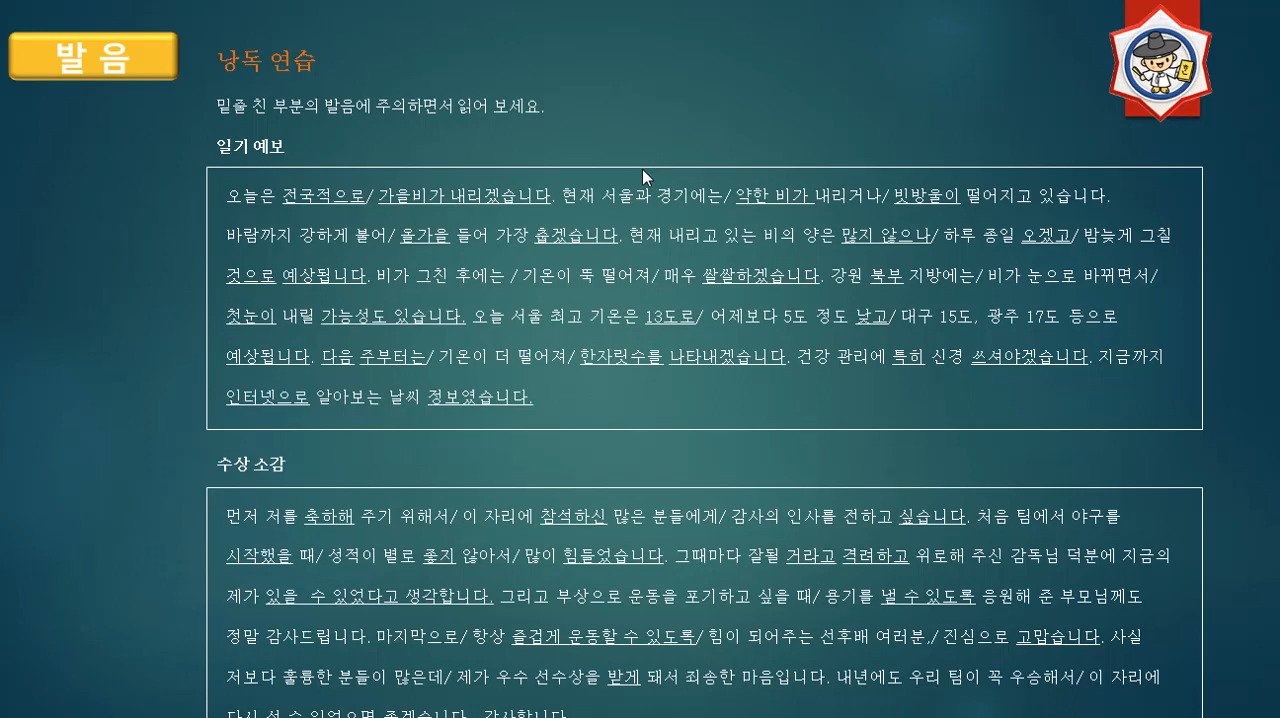 발 음
낭독 연습
밑줄 친 부분의 발음에 주의하면서 읽어 보세요.
일기 예보
오늘은 전국적으로/ 가을비가 내리겠습니다. 현재 서울과 경기에는/ 약한 비가 내리거나/ 빗방울이 떨어지고 있습니다.
바람까지 강하게 불어/ 올가을 들어 가장 춥겠습니다. 현재 내리고 있는 비의 양은 많지 않으나/ 하루 종일 오겠고/ 밤늦게 그칠
것으로 예상됩니다. 비가 그친 후에는 / 기온이 뚝 떨어져/ 매우 쌀쌀하겠습니다. 강원 북부 지방에는/ 비가 눈으로 바뀌면서/
첫눈이 내릴 가능성도 있습니다. 오늘 서울 최고 기온은 13도로/ 어제보다 5도 정도 낮고/ 대구 15도, 광주 17도 등으로
예상됩니다. 다음 주부터는/ 기온이 더 떨어져/ 한자릿수를 나타내겠습니다. 건강 관리에 특히 신경 쓰셔야겠습니다. 지금까지
인터넷으로 알아보는 날씨 정보였습니다.
수상 소감
먼저 저를 축하해 주기 위해서/ 이 자리에 참석하신 많은 분들에게/ 감사의 인사를 전하고 싶습니다. 처음 팀에서 야구를
시작했을 때/ 성적이 별로 좋지 않아서/ 많이 힘들었습니다. 그때마다 잘될 거라고 격려하고 위로해 주신 감독님 덕분에 지금의
제가 있을 수 있었다고 생각합니다. 그리고 부상으로 운동을 포기하고 싶을 때/ 용기를 낼 수 있도록 응원해 준 부모님께도
정말 감사드립니다. 마지막으로/ 항상 즐겁게 운동할 수 있도록/ 힘이 되어주는 선후배 여러분,/ 진심으로 고맙습니다. 사실
저보다 훌륭한 분들이 많은데/ 제가 우수 선수상을 받게 돼서 죄송한 마음입니다. 내년에도 우리 팀이 꼭 우승해서/ 이 자리에
다시 설 수 있었으면 좋겠습니다. 감사합니다.